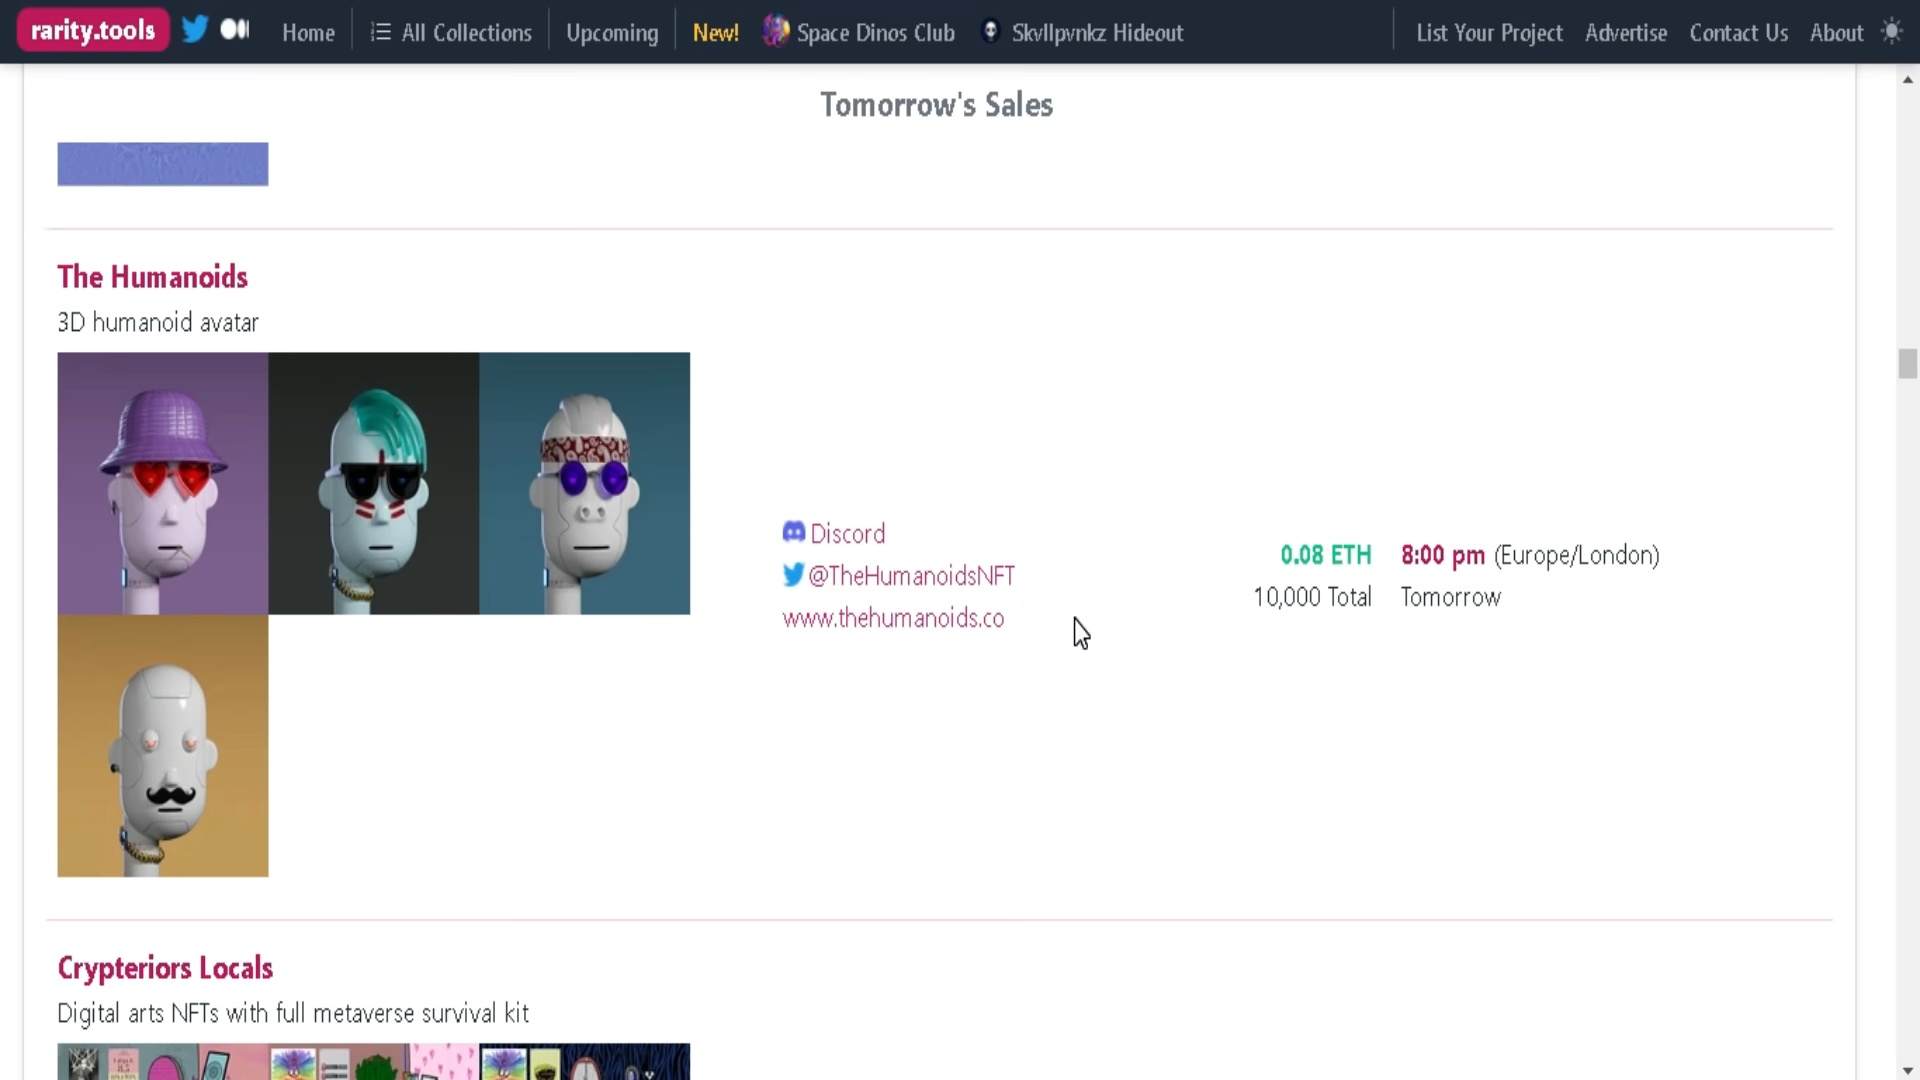 rarity.tools Home All Collections Upcoming New! Space Dinos Club Skvllpvnkz Hideout List Your Project Advertise Contact Us About
Tomorrow's Sales
The Humanoids
3D humanoid avatar
Discord
@TheHumanoidsNFT
www.thehumanoids.co
0.08 ETH 8:00 pm (Europe/London)
10,000 Total Tomorrow
Crypteriors Locals
Digital arts NFTs with full metaverse survival kit